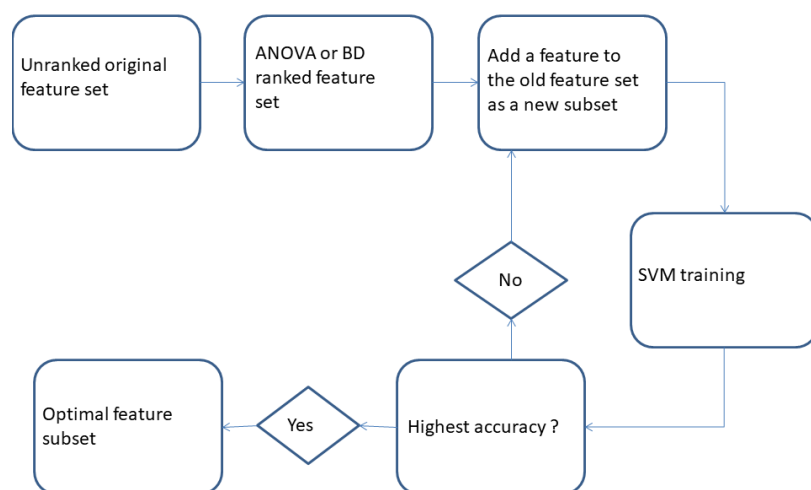 Unranked original
feature set
ANOVA or BD
ranked feature
set
Add a feature to
the old feature set
as a new subset
SVM training
No
Highest accuracy ?
Yes
Optimal feature
subset